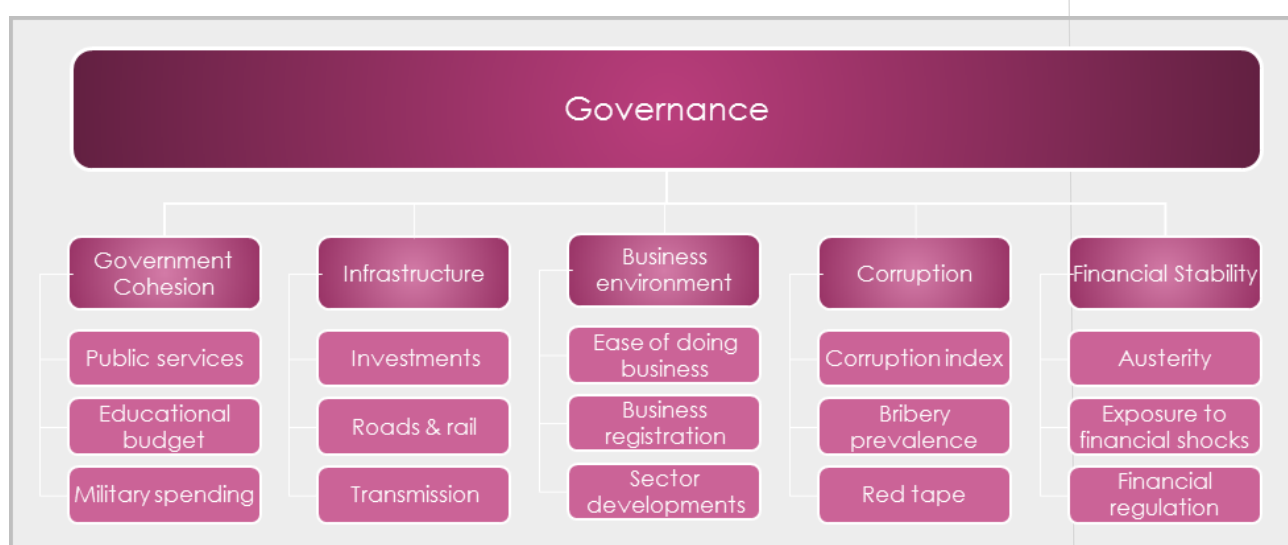 Governance
Government
Cohesion
Public services
Educational
budget
Military spending
Infrastructure
Investments
Roads & rail
Transmission
Business
environment
Ease of doing
business
Business
registration
Sector
developments
Corruption
Corruption index
Bribery
prevalence
Red tape
Financial Stability
Austerity
Exposure to
financial shocks
Financial
regulation